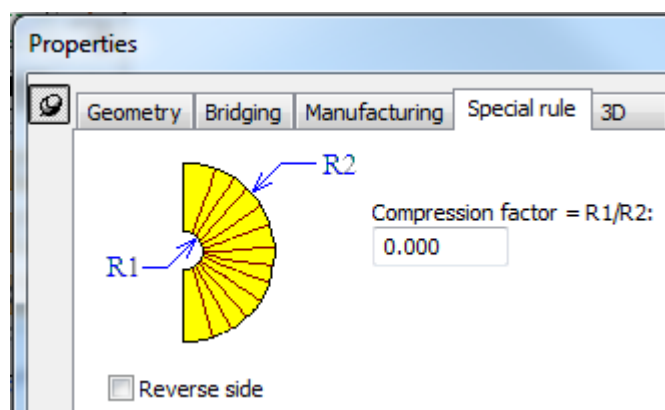 Properties
Geometry Bridging Manufacturing Special rule 3D
R2
Compression factor = R1/R2:
0.000
R1
Reverse side